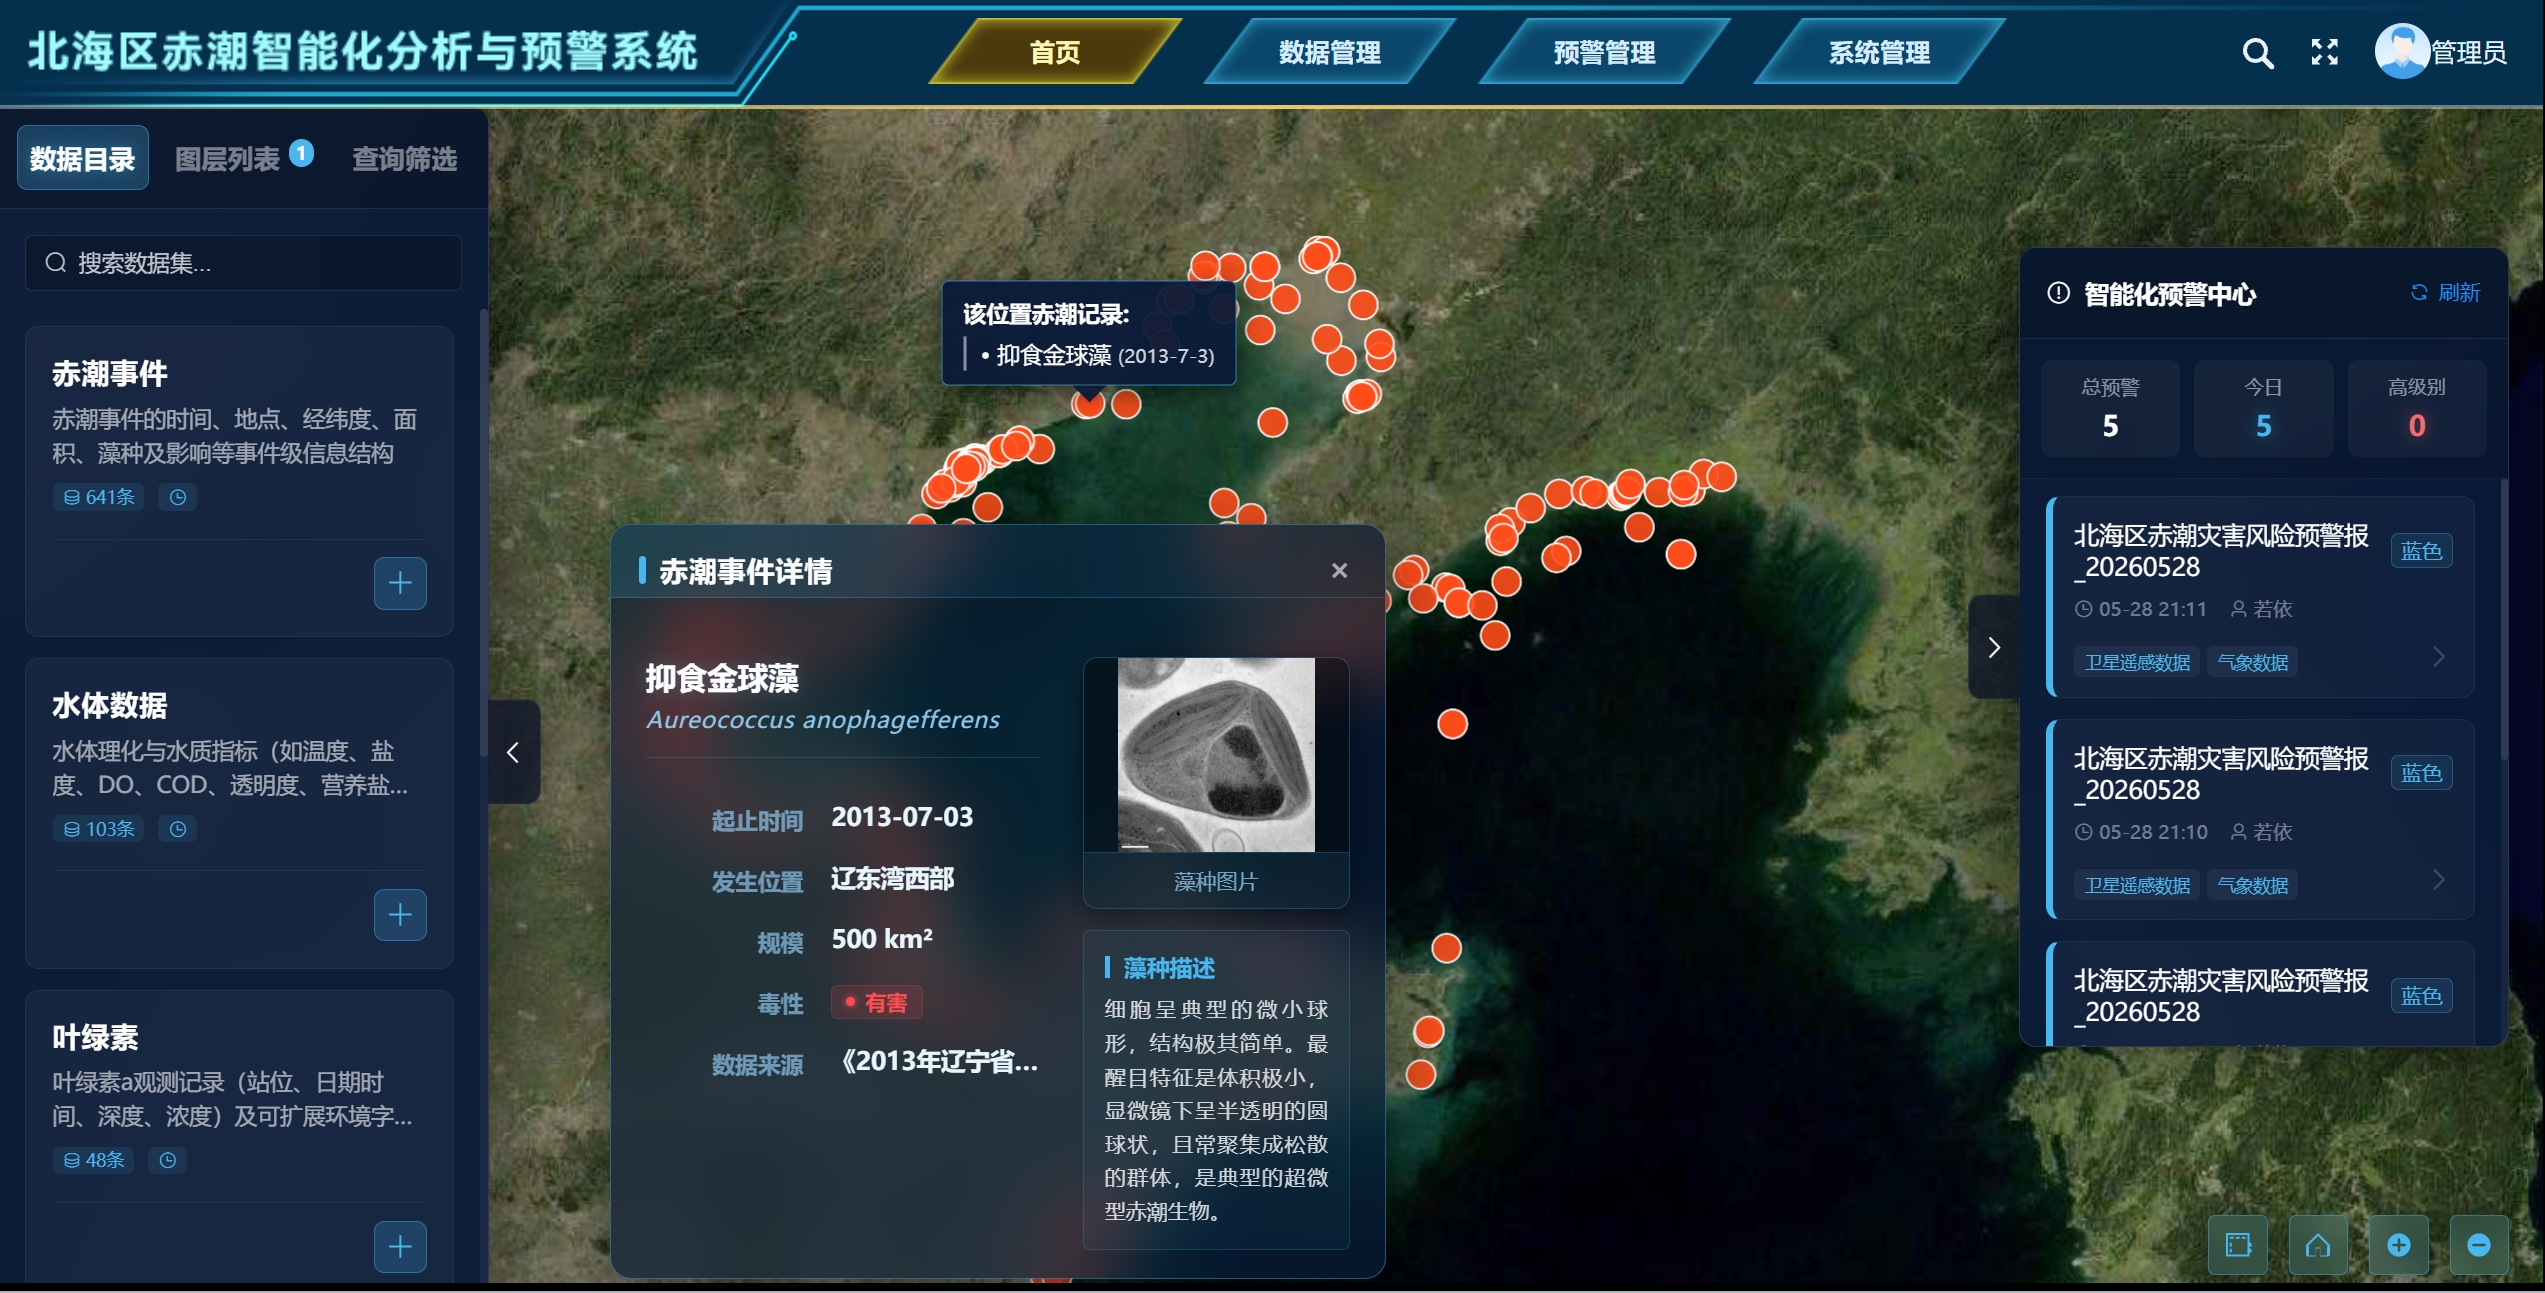 北海区赤潮智能化分析与预警系统
首页
数据管理
预警管理
系统管理
管理员
数据目录
图层列表 1
查询筛选
搜索数据集...
赤潮事件
赤潮事件的时间、地点、经纬度、面
积、藻种及影响等事件级信息结构
641条
水体数据
水体理化与水质指标（如温度、盐
度、DO、COD、透明度、营养盐...
103条
叶绿素
叶绿素a观测记录（站位、日期时
间、深度、浓度）及可扩展环境字...
48条
该位置赤潮记录:
• 抑食金球藻 (2013-7-3)
赤潮事件详情
抑食金球藻
Aureococcus anophagefferens
起止时间 2013-07-03
发生位置 辽东湾西部
规模 500 km²
毒性 有害
数据来源 《2013年辽宁省...
藻种图片
藻种描述
细胞呈典型的微小球
形，结构极其简单。最
醒目特征是体积极小，
显微镜下呈半透明的圆
球状，且常聚集成松散
的群体，是典型的超微
型赤潮生物。
智能化预警中心
刷新
总预警
5
今日
5
高级别
0
北海区赤潮灾害风险预警报
_20260528
蓝色
05-28 21:11 若依
卫星遥感数据 气象数据
北海区赤潮灾害风险预警报
_20260528
蓝色
05-28 21:10 若依
卫星遥感数据 气象数据
北海区赤潮灾害风险预警报
_20260528
蓝色